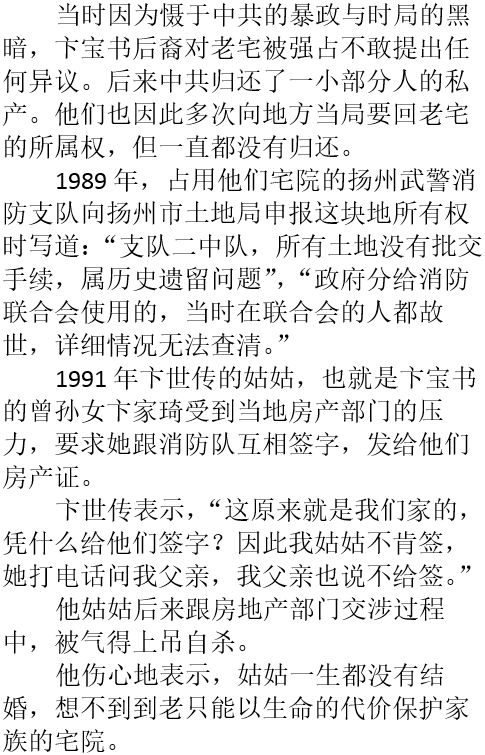 当时因为慑于中共的暴政与时局的黑
暗，卞宝书后裔对老宅被强占不敢提出任
何异议。后来中共归还了一小部分人的私
产。他们也因此多次向地方当局要回老宅
的所属权，但一直都没有归还。
1989 年，占用他们宅院的扬州武警消
防支队向扬州市土地局申报这块地所有权
时写道：“支队二中队，所有土地没有批交
手续，属历史遗留问题”，“政府分给消防
联合会使用的，当时在联合会的人都故
世，详细情况无法查清。”
1991 年卞世传的姑姑，也就是卞宝书
的曾孙女卞家琦受到当地房产部门的压
力，要求她跟消防队互相签字，发给他们
房产证。
卞世传表示，“这原来就是我们家的，
凭什么给他们签字？因此我姑姑不肯签，
她打电话问我父亲，我父亲也说不给签。”
他姑姑后来跟房地产部门交涉过程
中，被气得上吊自杀。
他伤心地表示，姑姑一生都没有结
婚，想不到到老只能以生命的代价保护家
族的宅院。